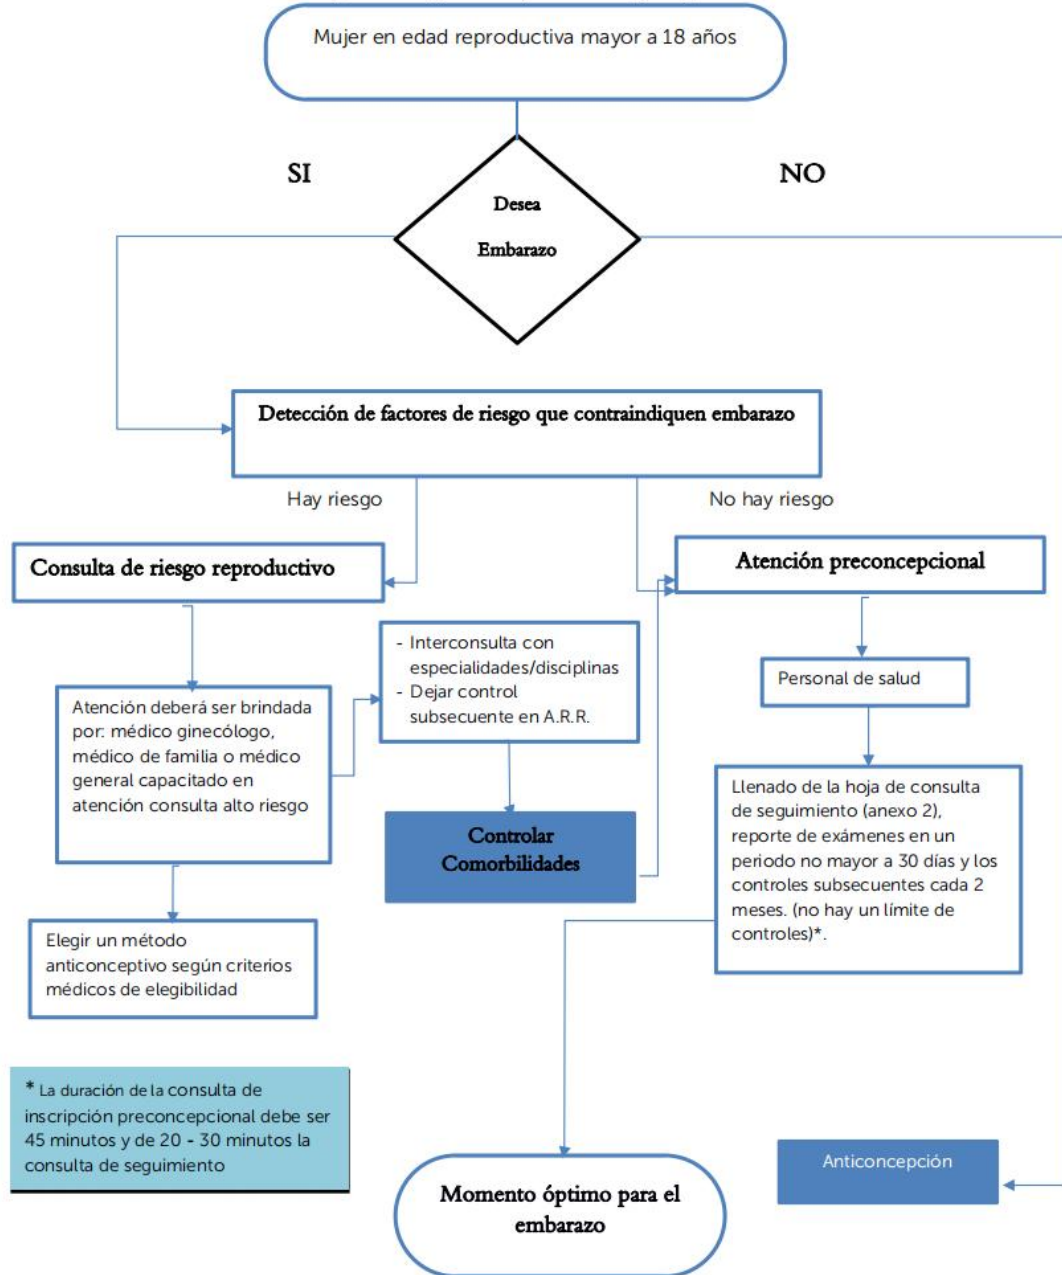 Mujer en edad reproductiva mayor a 18 años
SI
NO
Desea
Embarazo
Detección de factores de riesgo que contraindiquen embarazo
Hay riesgo
No hay riesgo
Consulta de riesgo reproductivo
Atención preconcepcional
- Interconsulta con
especialidades/disciplinas
- Dejar control
subsecuente en A.R.R.
Personal de salud
Atención deberá ser brindada
por: médico ginecólogo,
médico de familia o médico
general capacitado en
atención consulta alto riesgo
Llenado de la hoja de consulta
de seguimiento (anexo 2),
reporte de exámenes en un
periodo no mayor a 30 días y los
controles subsecuentes cada 2
meses. (no hay un límite de
controles)*.
Controlar
Comorbilidades
Elegir un método
anticonceptivo según criterios
médicos de elegibilidad
* La duración de la consulta de
inscripción preconcepcional debe ser
45 minutos y de 20 - 30 minutos la
consulta de seguimiento
Anticoncepción
Momento óptimo para el
embarazo